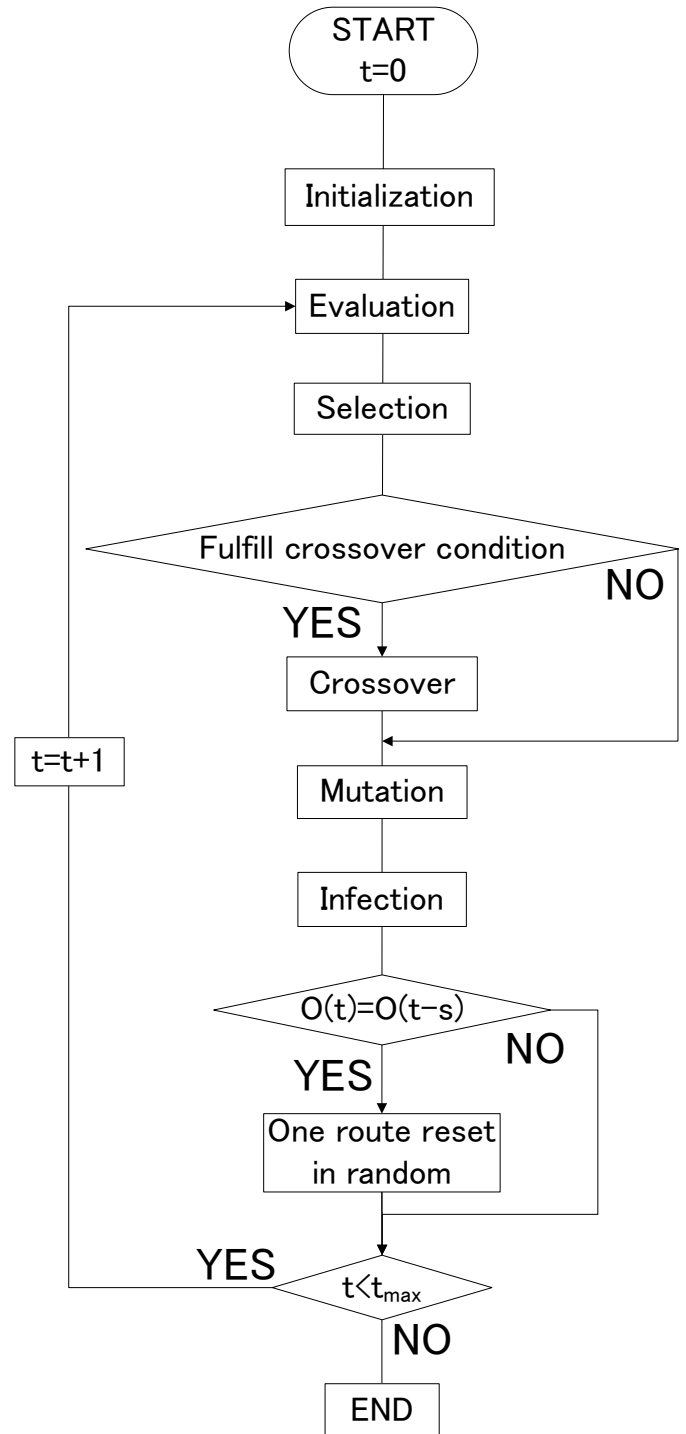 START
t=0
Initialization
Evaluation
Selection
Fulfill crossover condition
NO
YES
Crossover
t=t+1
Mutation
Infection
O(t)=O(t-s)
NO
YES
One route reset
in random
YES
t<tmax
NO
END